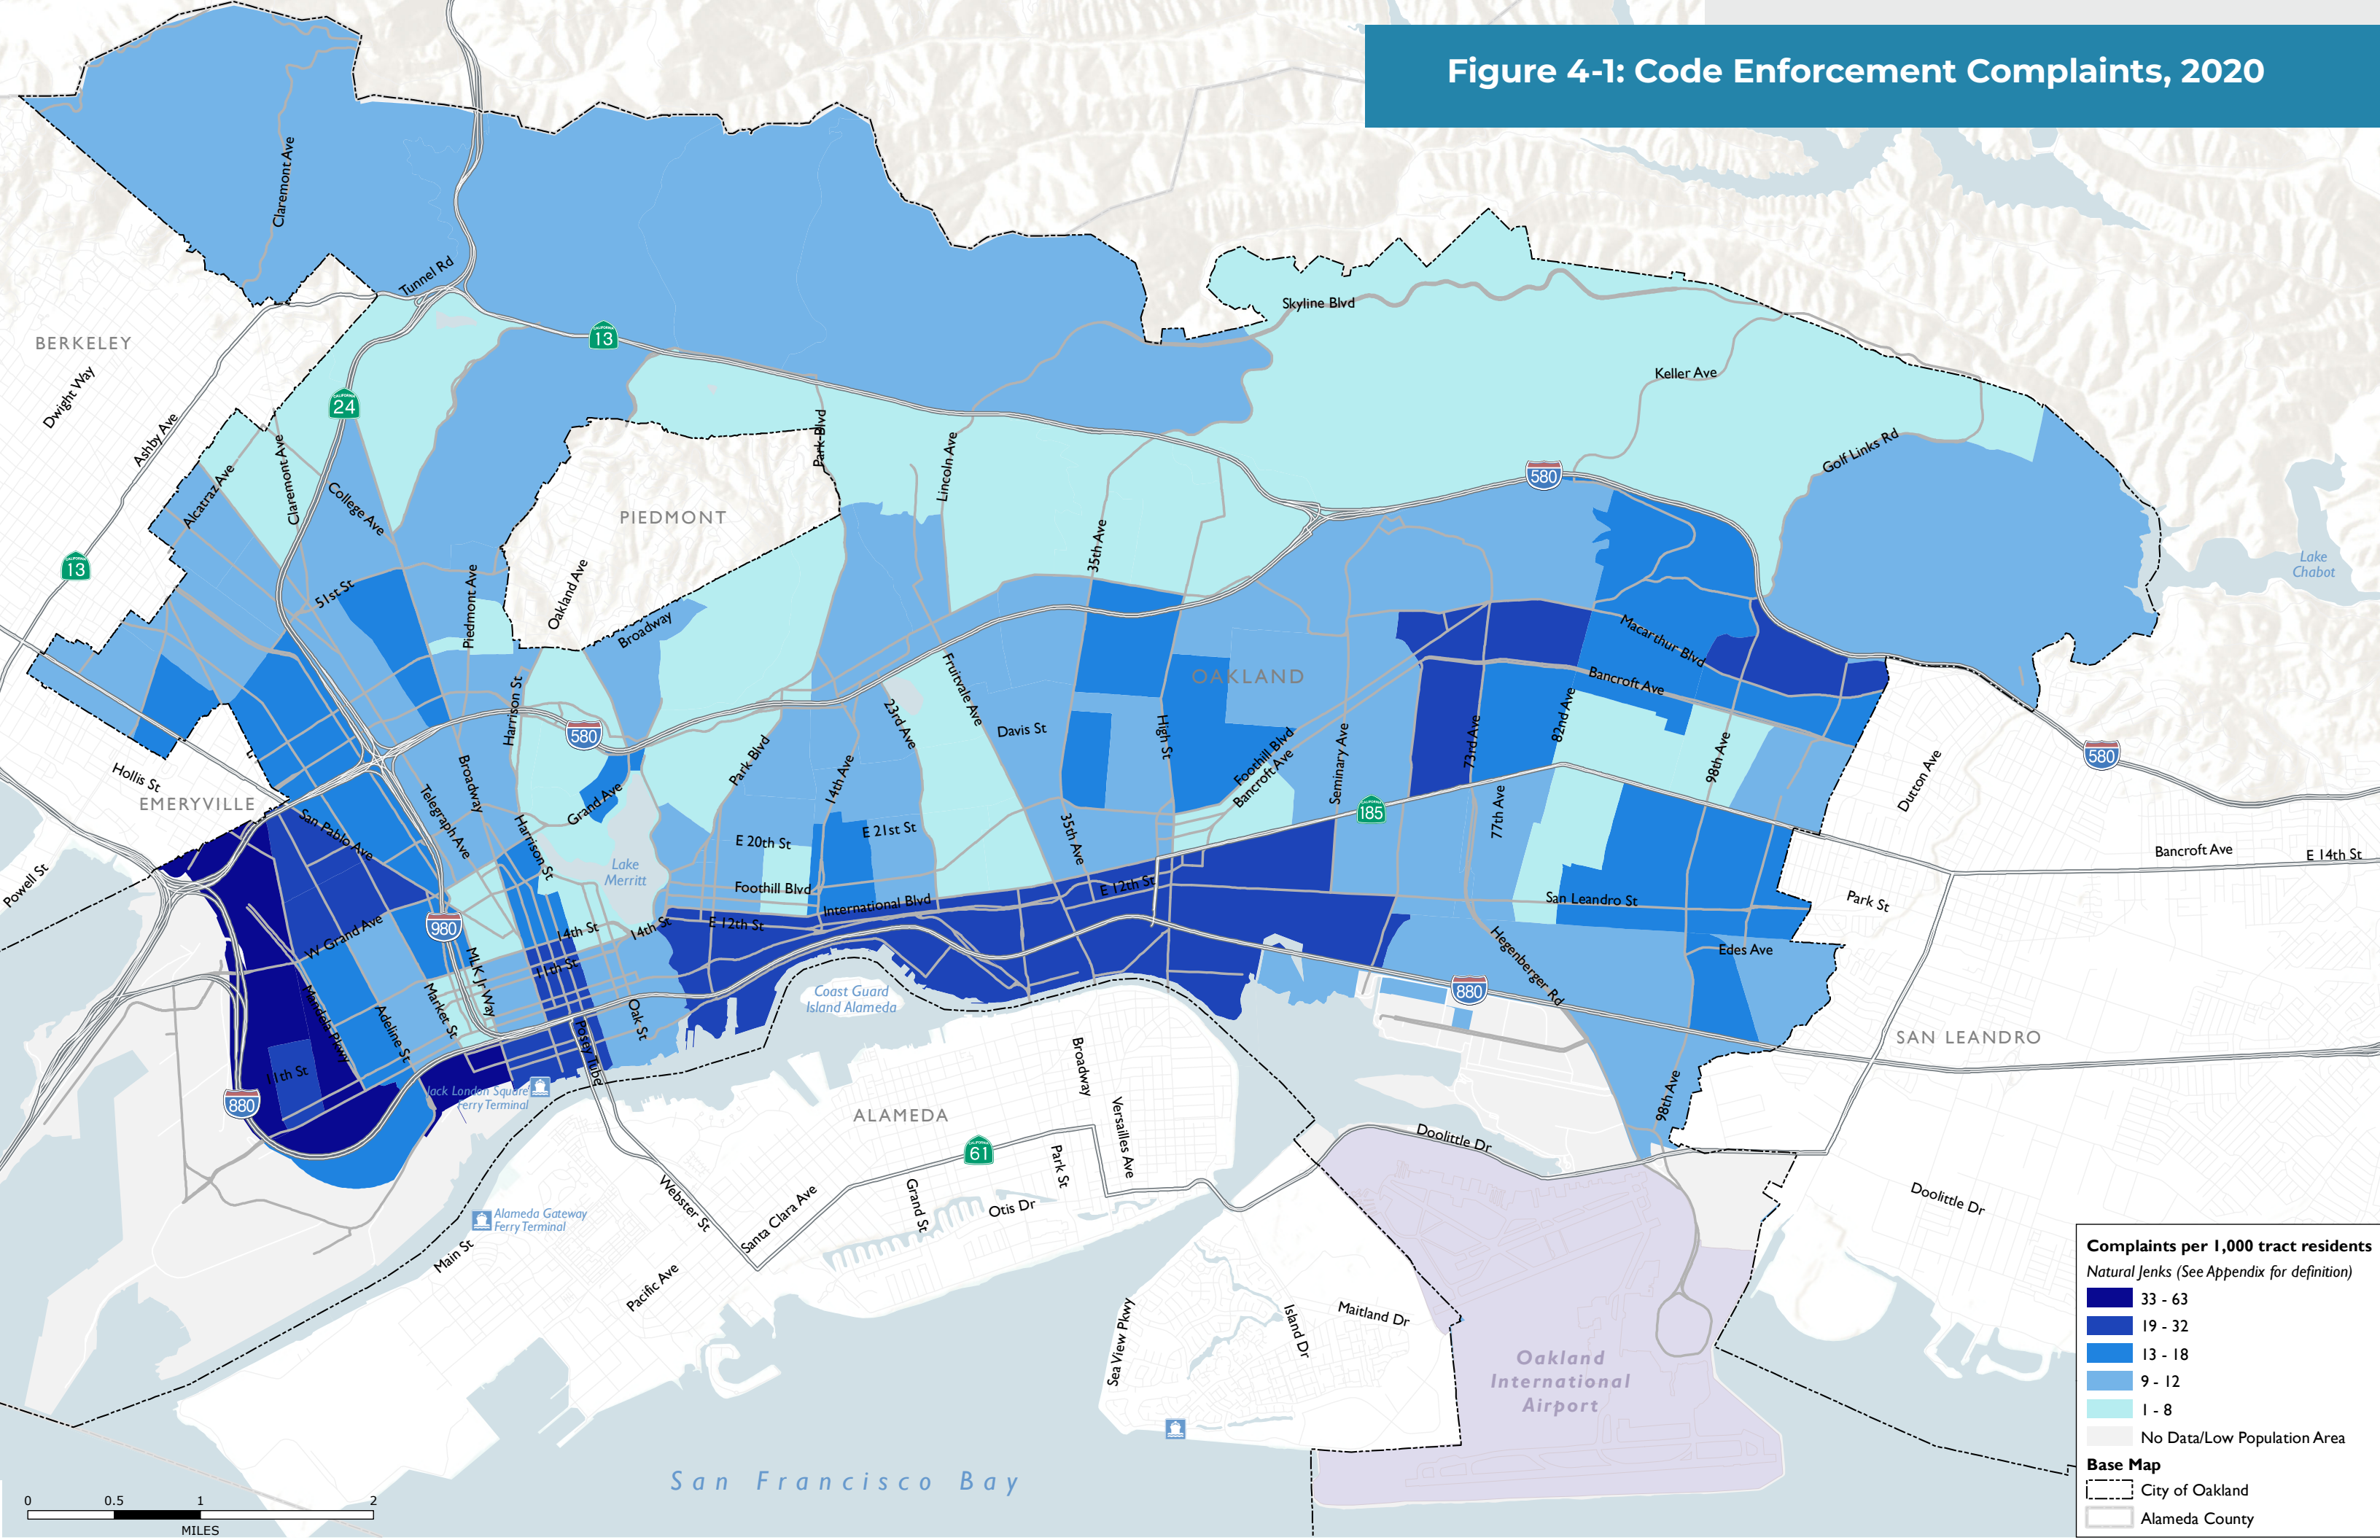 Figure 4-1: Code Enforcement Complaints, 2020
Claremont Ave
Tunnel Rd
CALIFORNIA
13
Skyline Blvd
BERKELEY
Dwight Way
Ashby Ave
CALIFORNIA
24
Keller Ave
Park Blvd
Lincoln Ave
Golf Links Rd
Alcatraz Ave
Claremont Ave
College Ave
PIEDMONT
580
35th Ave
CALIFORNIA
13
Lake
Chabot
51st St
Piedmont Ave
Oakland Ave
Broadway
Macarthur Blvd
OAKLAND
Bancroft Ave
Harrison St
580
Fruitvale Ave
23rd Ave
Davis St
High St
82nd Ave
73rd Ave
98th Ave
580
Hollis St
EMERYVILLE
Broadway
Telegraph Ave
Park Blvd
14th Ave
Foothill Blvd
Bancroft Ave
Seminary Ave
Dutton Ave
San Pablo Ave
Grand Ave
Harrison St
E 20th St
E 21st St
35th Ave
CALIFORNIA
185
77th Ave
Bancroft Ave
E 14th St
Powell St
Lake
Merritt
Foothill Blvd
International Blvd
E 12th St
San Leandro St
Park St
W Grand Ave
980
14th St
14th St
E 12th St
11th St
MLK Jr Way
Edes Ave
Hegenberger Rd
880
Mandela Pkwy
Adeline St
Market St
Oak St
Posey Tube
Coast Guard
Island Alameda
SAN LEANDRO
11th St
880
Jack London Square
Ferry Terminal
98th Ave
ALAMEDA
Broadway
Versailles Ave
CALIFORNIA
61
Park St
Doolittle Dr
Webster St
Santa Clara Ave
Grand St
Otis Dr
Doolittle Dr
Alameda Gateway
Ferry Terminal
Main St
Pacific Ave
Sea View Pkwy
Island Dr
Maitland Dr
Oakland
International
Airport
San Francisco Bay
0 0.5 1 2
MILES
Complaints per 1,000 tract residents
Natural Jenks (See Appendix for definition)
33 - 63
19 - 32
13 - 18
9 - 12
1 - 8
No Data/Low Population Area
Base Map
City of Oakland
Alameda County